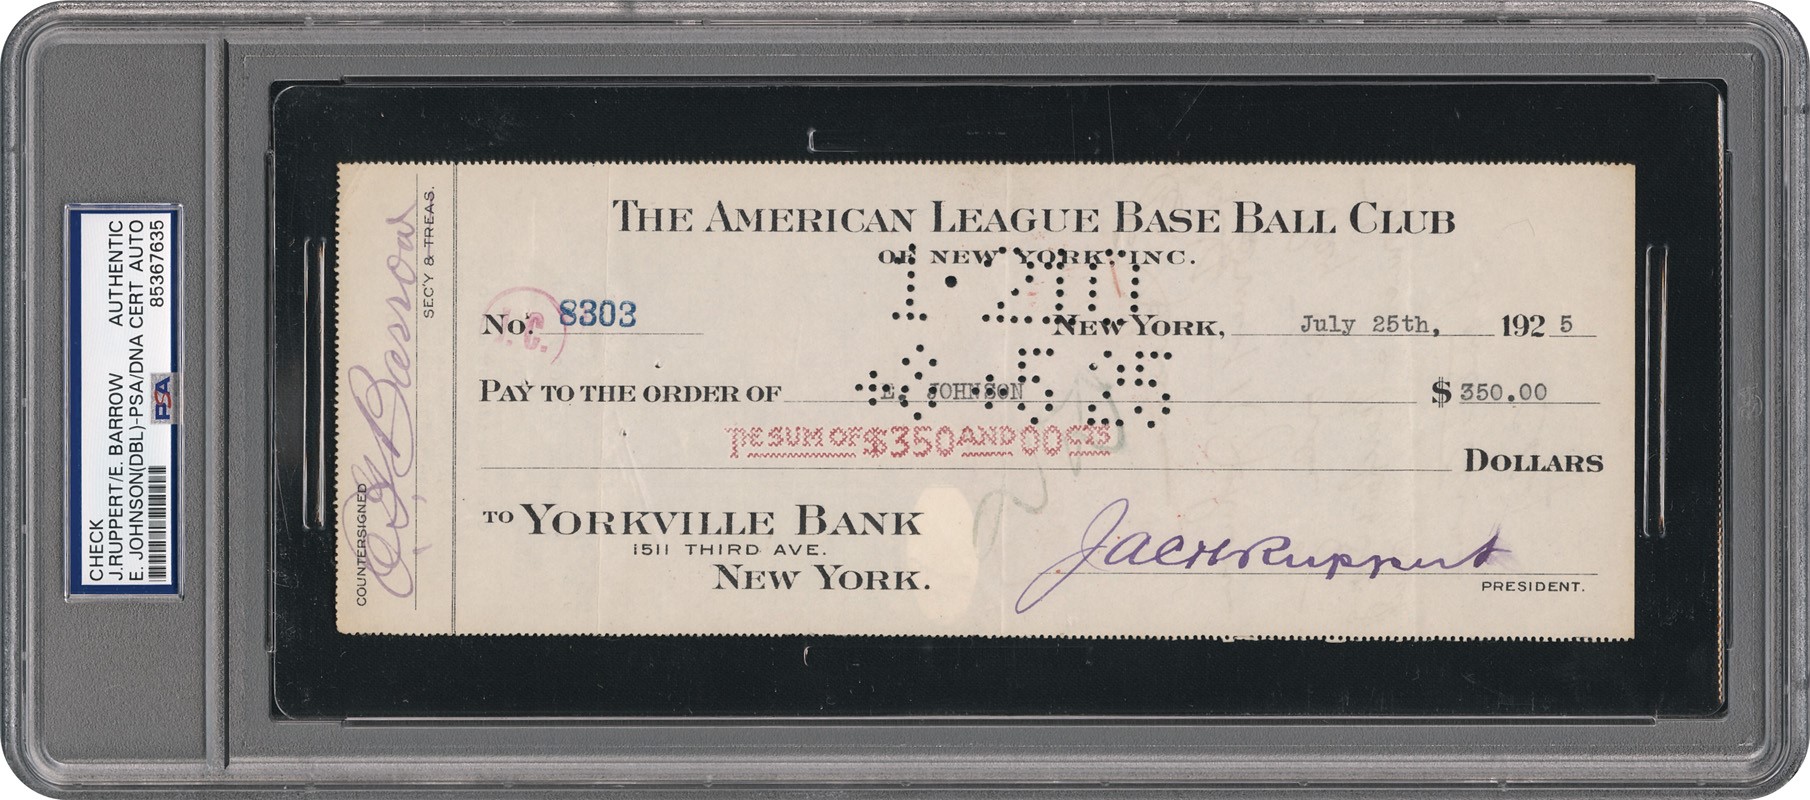 CHECK AUTHENTIC
J.RUPPERT/E. BARROW
E. JOHNSON(DBL)-PSA/DNA CERT AUTO
85367635
PSA
COUNTERSIGNED
E. G. Barrow
SEC'Y & TREAS.
THE AMERICAN LEAGUE BASE BALL CLUB
OF NEW YORK, INC.
No. 8303
NEW YORK, July 25th, 1925
PAY TO THE ORDER OF E. JOHNSON $ 350.00
THE SUM OF $350 AND 00 CTS
DOLLARS
TO YORKVILLE BANK
1511 THIRD AVE.
NEW YORK.
Jacob Ruppert
PRESIDENT.